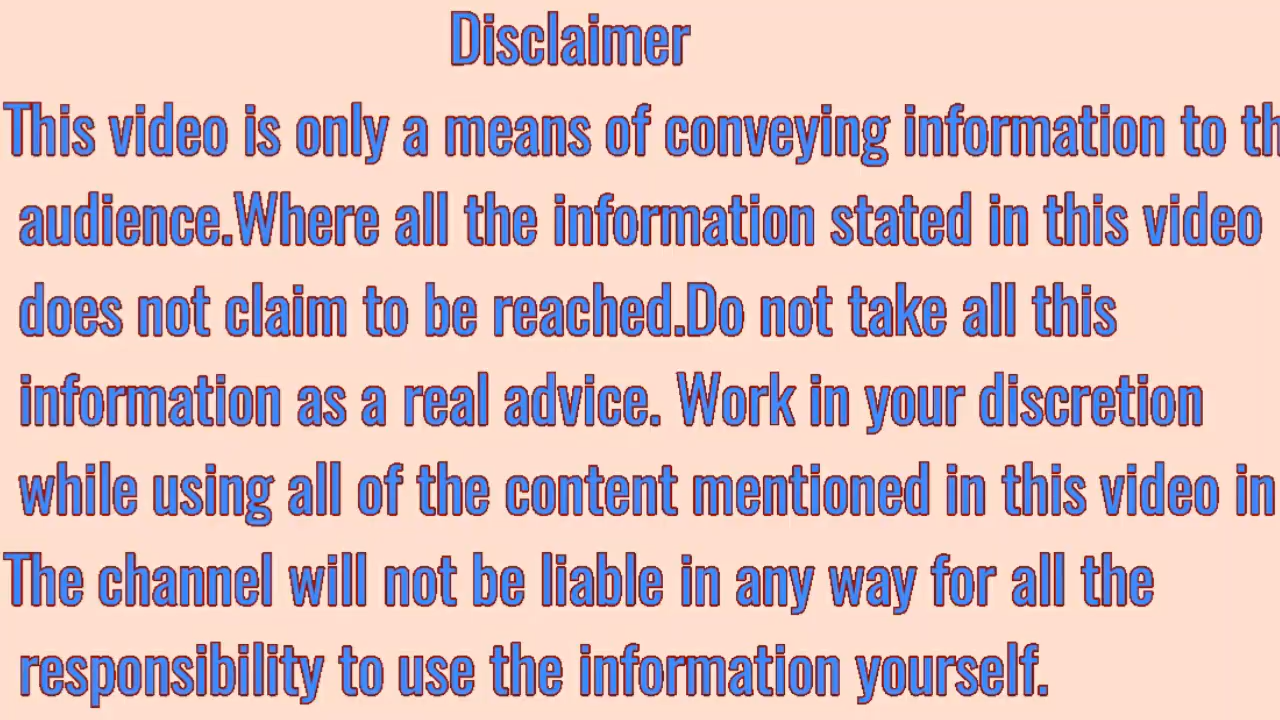 Disclaimer
This video is only a means of conveying information to th
audience.Where all the information stated in this video
does not claim to be reached.Do not take all this
information as a real advice. Work in your discretion
while using all of the content mentioned in this video in
The channel will not be liable in any way for all the
responsibility to use the information yourself.